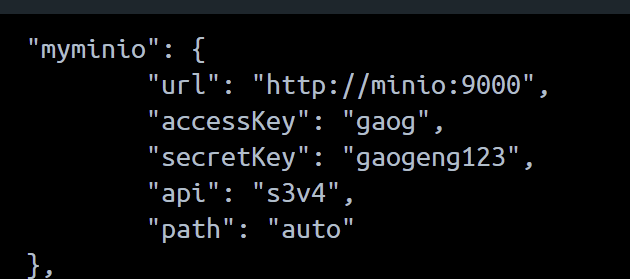 "myminio": {
"url": "http://minio:9000",
"accessKey": "gaog",
"secretKey": "gaogeng123",
"api": "s3v4",
"path": "auto"
},